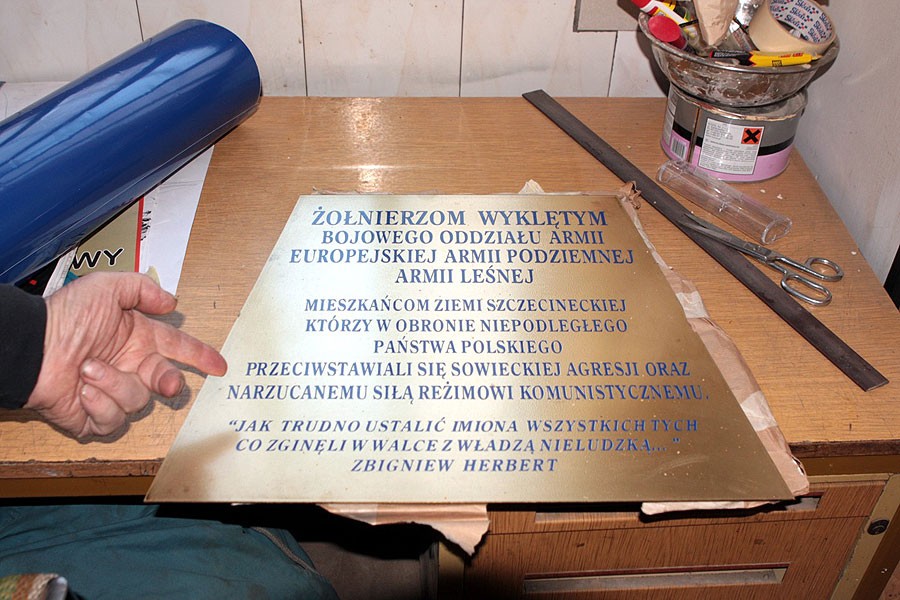 ŻOŁNIERZOM WYKLĘTYM
BOJOWEGO ODDZIAŁU ARMII
EUROPEJSKIEJ ARMII PODZIEMNEJ
ARMII LEŚNEJ
MIESZKAŃCOM ZIEMI SZCZECINECKIEJ
KTÓRZY W OBRONIE NIEPODLEGŁEGO
PAŃSTWA POLSKIEGO
PRZECIWSTAWIALI SIĘ SOWIECKIEJ AGRESJI ORAZ
NARZUCANEMU SIŁĄ REŻIMOWI KOMUNISTYCZNEMU.
“JAK TRUDNO USTALIĆ IMIONA WSZYSTKICH TYCH
CO ZGINĘLI W WALCE Z WŁADZĄ NIELUDZKĄ...”
ZBIGNIEW HERBERT
WY